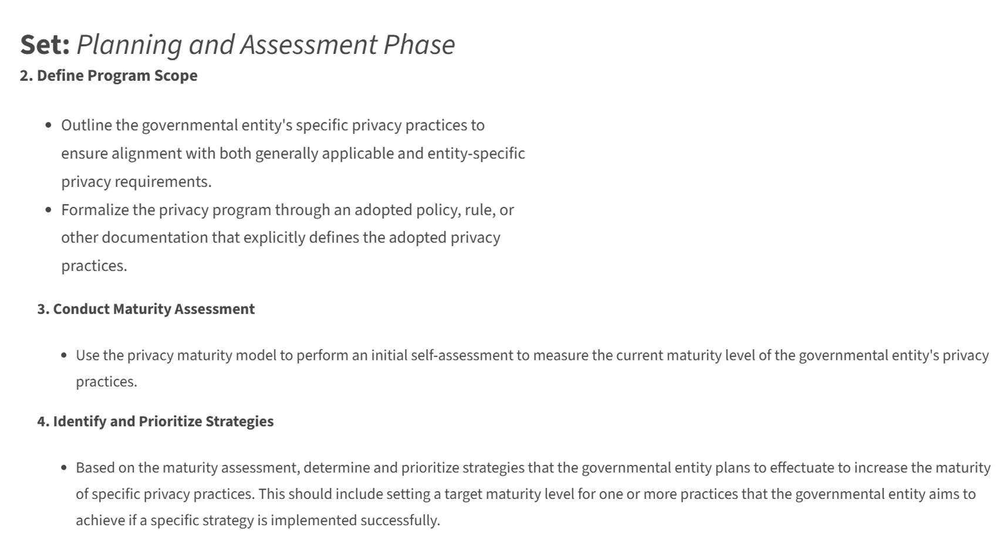 Set: Planning and Assessment Phase
2. Define Program Scope
• Outline the governmental entity's specific privacy practices to
ensure alignment with both generally applicable and entity-specific
privacy requirements.
• Formalize the privacy program through an adopted policy, rule, or
other documentation that explicitly defines the adopted privacy
practices.
3. Conduct Maturity Assessment
• Use the privacy maturity model to perform an initial self-assessment to measure the current maturity level of the governmental entity's privacy
practices.
4. Identify and Prioritize Strategies
• Based on the maturity assessment, determine and prioritize strategies that the governmental entity plans to effectuate to increase the maturity
of specific privacy practices. This should include setting a target maturity level for one or more practices that the governmental entity aims to
achieve if a specific strategy is implemented successfully.